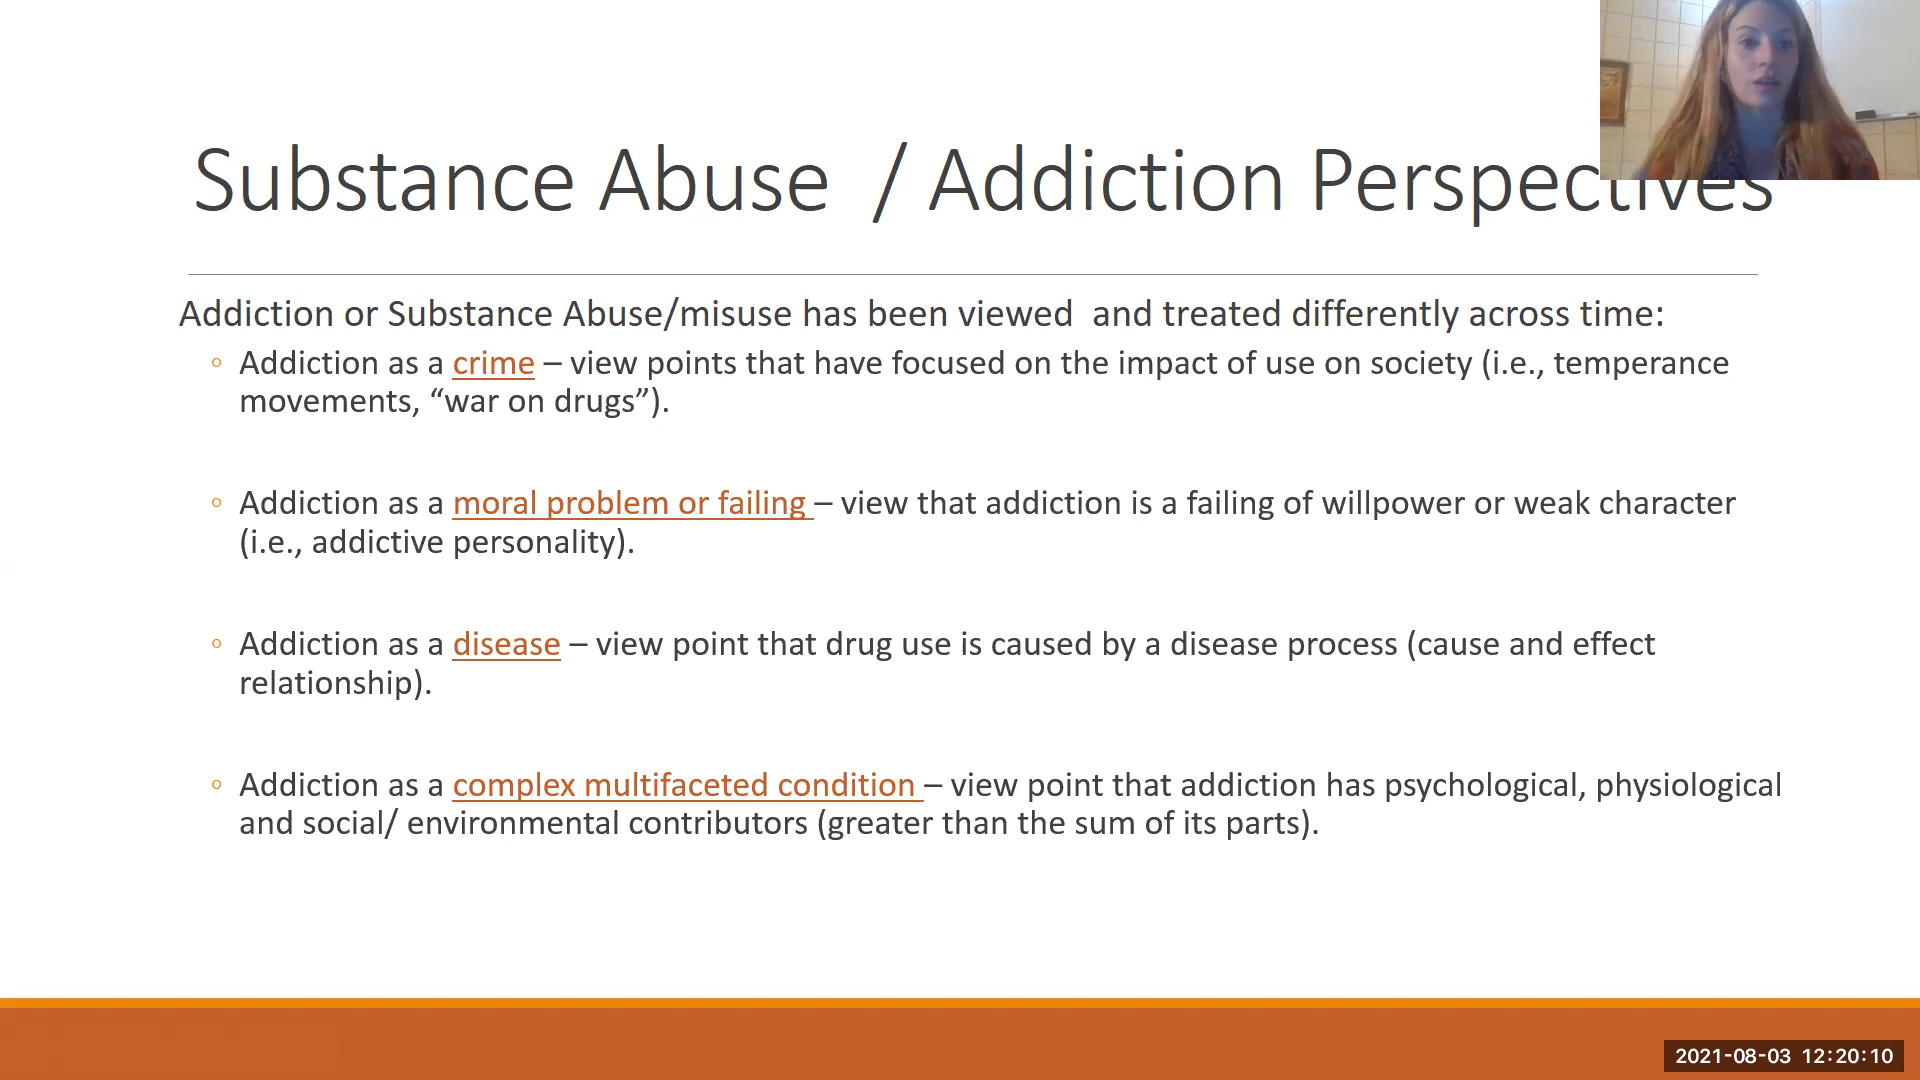 Substance Abuse  / Addiction Perspectives
Addiction or Substance Abuse/misuse has been viewed  and treated differently across time:
◦ Addiction as a crime – view points that have focused on the impact of use on society (i.e., temperance
movements, “war on drugs”).
◦ Addiction as a moral problem or failing – view that addiction is a failing of willpower or weak character
(i.e., addictive personality).
◦ Addiction as a disease – view point that drug use is caused by a disease process (cause and effect
relationship).
◦ Addiction as a complex multifaceted condition – view point that addiction has psychological, physiological
and social/ environmental contributors (greater than the sum of its parts).
2021-08-03 12:20:10